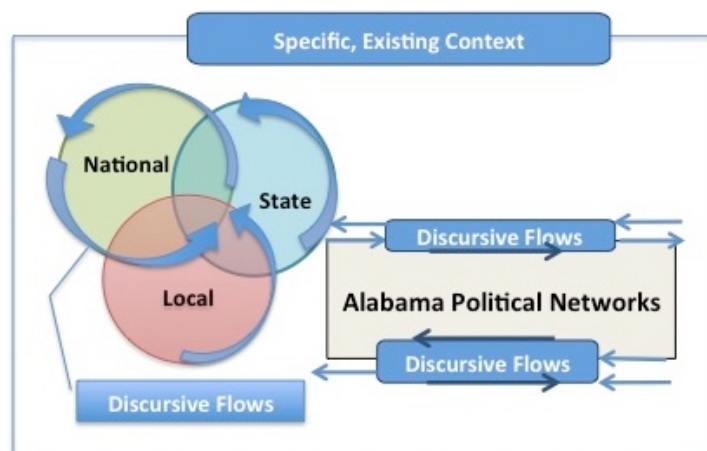 Specific, Existing Context
National
State
Local
Discursive Flows
Alabama Political Networks
Discursive Flows
Discursive Flows